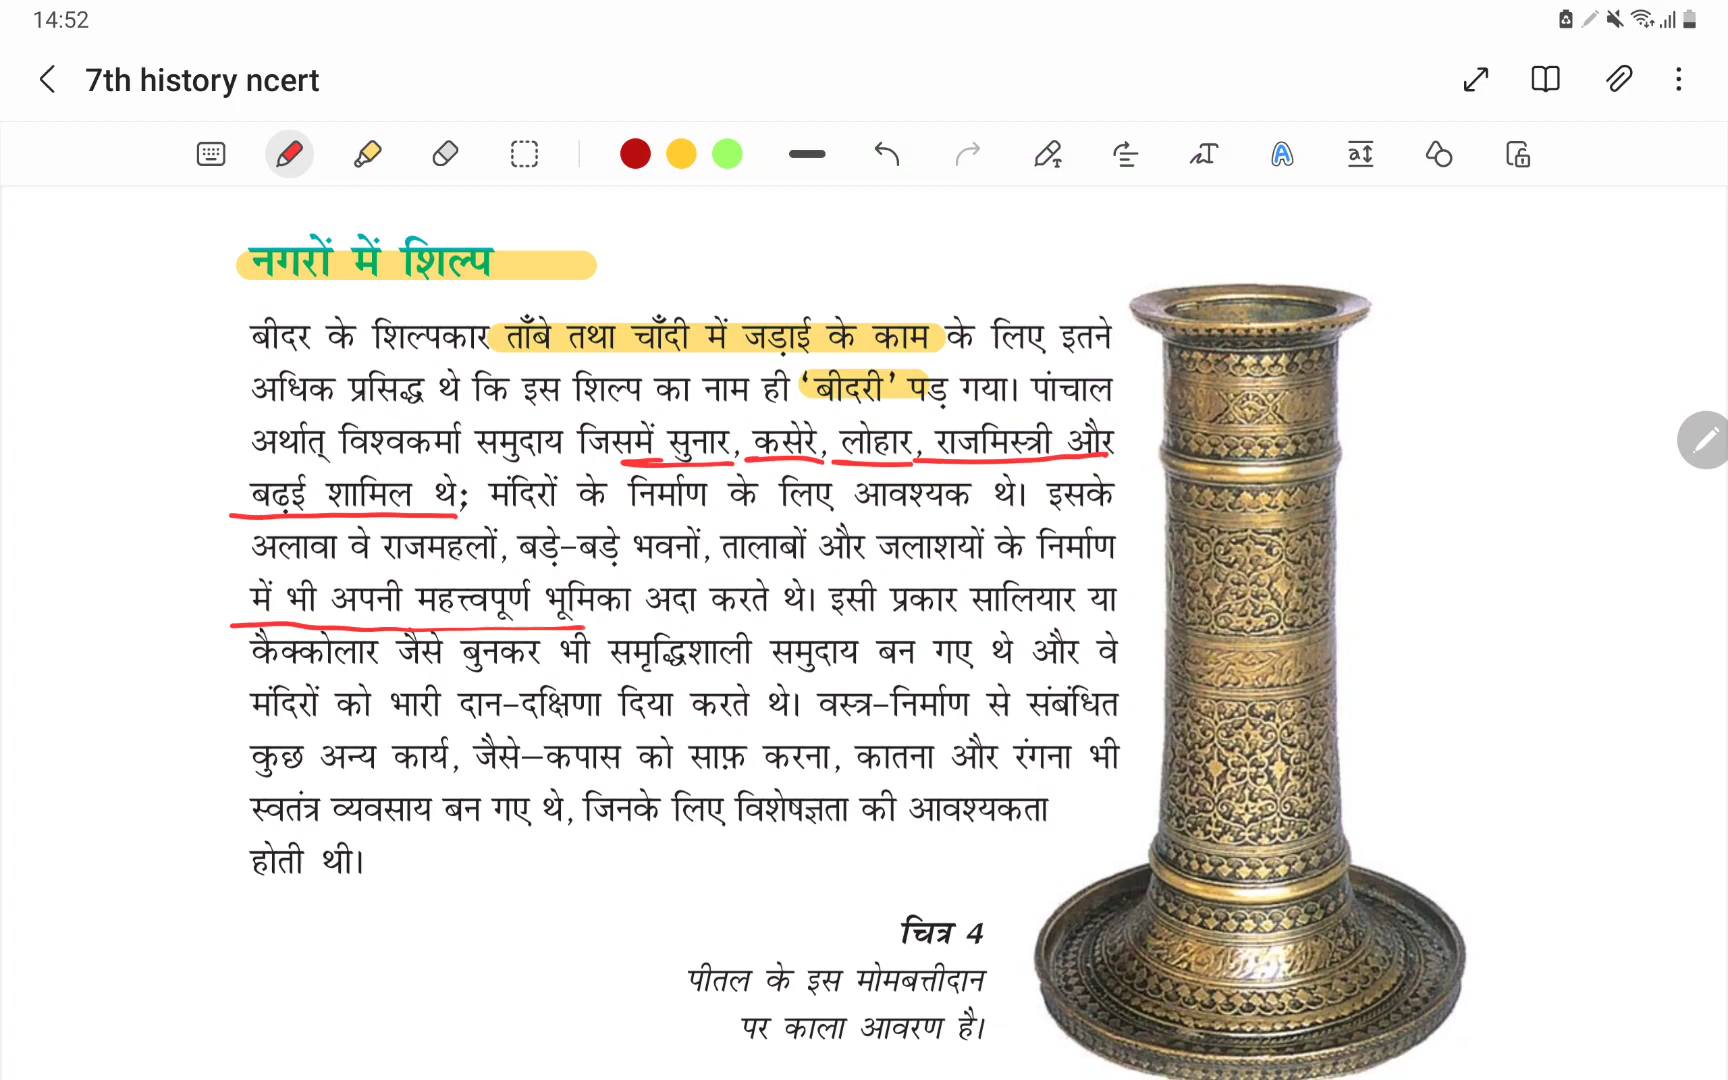 14:52
7th history ncert
नगरों में शिल्प
बीदर के शिल्पकार ताँबे तथा चाँदी में जड़ाई के काम के लिए इतने
अधिक प्रसिद्ध थे कि इस शिल्प का नाम ही ‘बीदरी’ पड़ गया। पांचाल
अर्थात् विश्वकर्मा समुदाय जिसमें सुनार, कसेरे, लोहार, राजमिस्त्री और
बढ़ई शामिल थे; मंदिरों के निर्माण के लिए आवश्यक थे। इसके
अलावा वे राजमहलों, बड़े-बड़े भवनों, तालाबों और जलाशयों के निर्माण
में भी अपनी महत्त्वपूर्ण भूमिका अदा करते थे। इसी प्रकार सालियार या
कैक्कोलार जैसे बुनकर भी समृद्धिशाली समुदाय बन गए थे और वे
मंदिरों को भारी दान-दक्षिणा दिया करते थे। वस्त्र-निर्माण से संबंधित
कुछ अन्य कार्य, जैसे—कपास को साफ़ करना, कातना और रंगना भी
स्वतंत्र व्यवसाय बन गए थे, जिनके लिए विशेषज्ञता की आवश्यकता
होती थी।
चित्र 4
पीतल के इस मोमबत्तीदान
पर काला आवरण है।